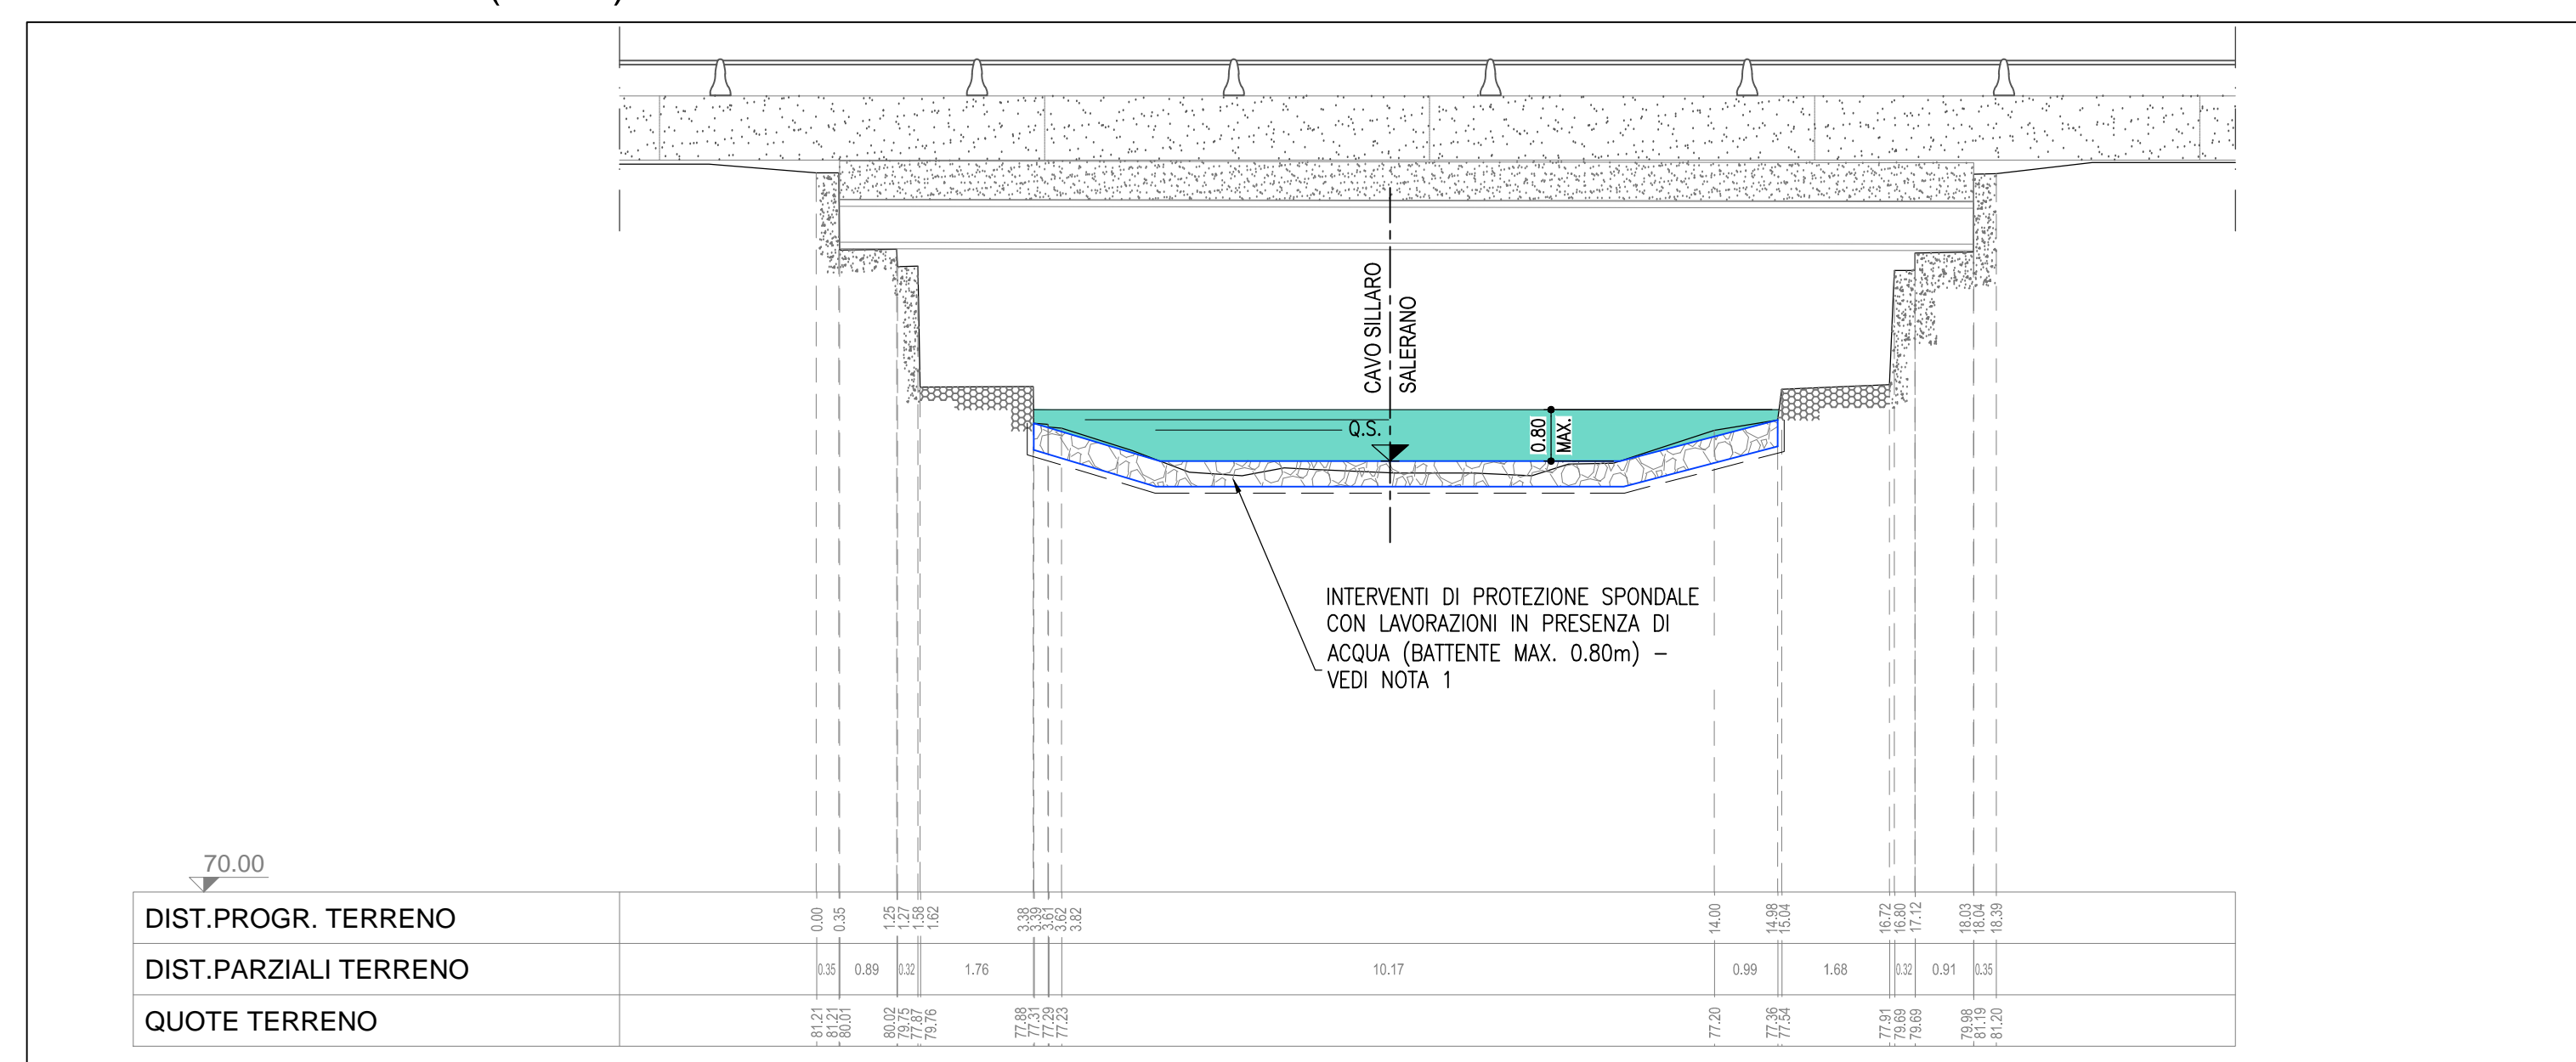 CAVO SILLARO
SALERANO
Q.S.
0.80
MAX.
INTERVENTI DI PROTEZIONE SPONDALE
CON LAVORAZIONI IN PRESENZA DI
ACQUA (BATTENTE MAX. 0.80m) –
VEDI NOTA 1
70.00
DIST.PROGR. TERRENO 0.00 0.35 1.25 1.27 1.58 1.62 3.38 3.39 3.61 3.62 3.82 14.00 14.98 15.04 16.72 16.80 17.12 18.03 18.04 18.39
DIST.PARZIALI TERRENO 0.35 0.89 0.32 1.76 10.17 0.99 1.68 0.32 0.91 0.35
QUOTE TERRENO 81.21 81.21 80.01 80.02 79.75 77.87 79.76 77.88 77.31 77.29 77.23 77.20 77.36 77.54 77.91 79.69 79.69 79.98 81.19 81.20